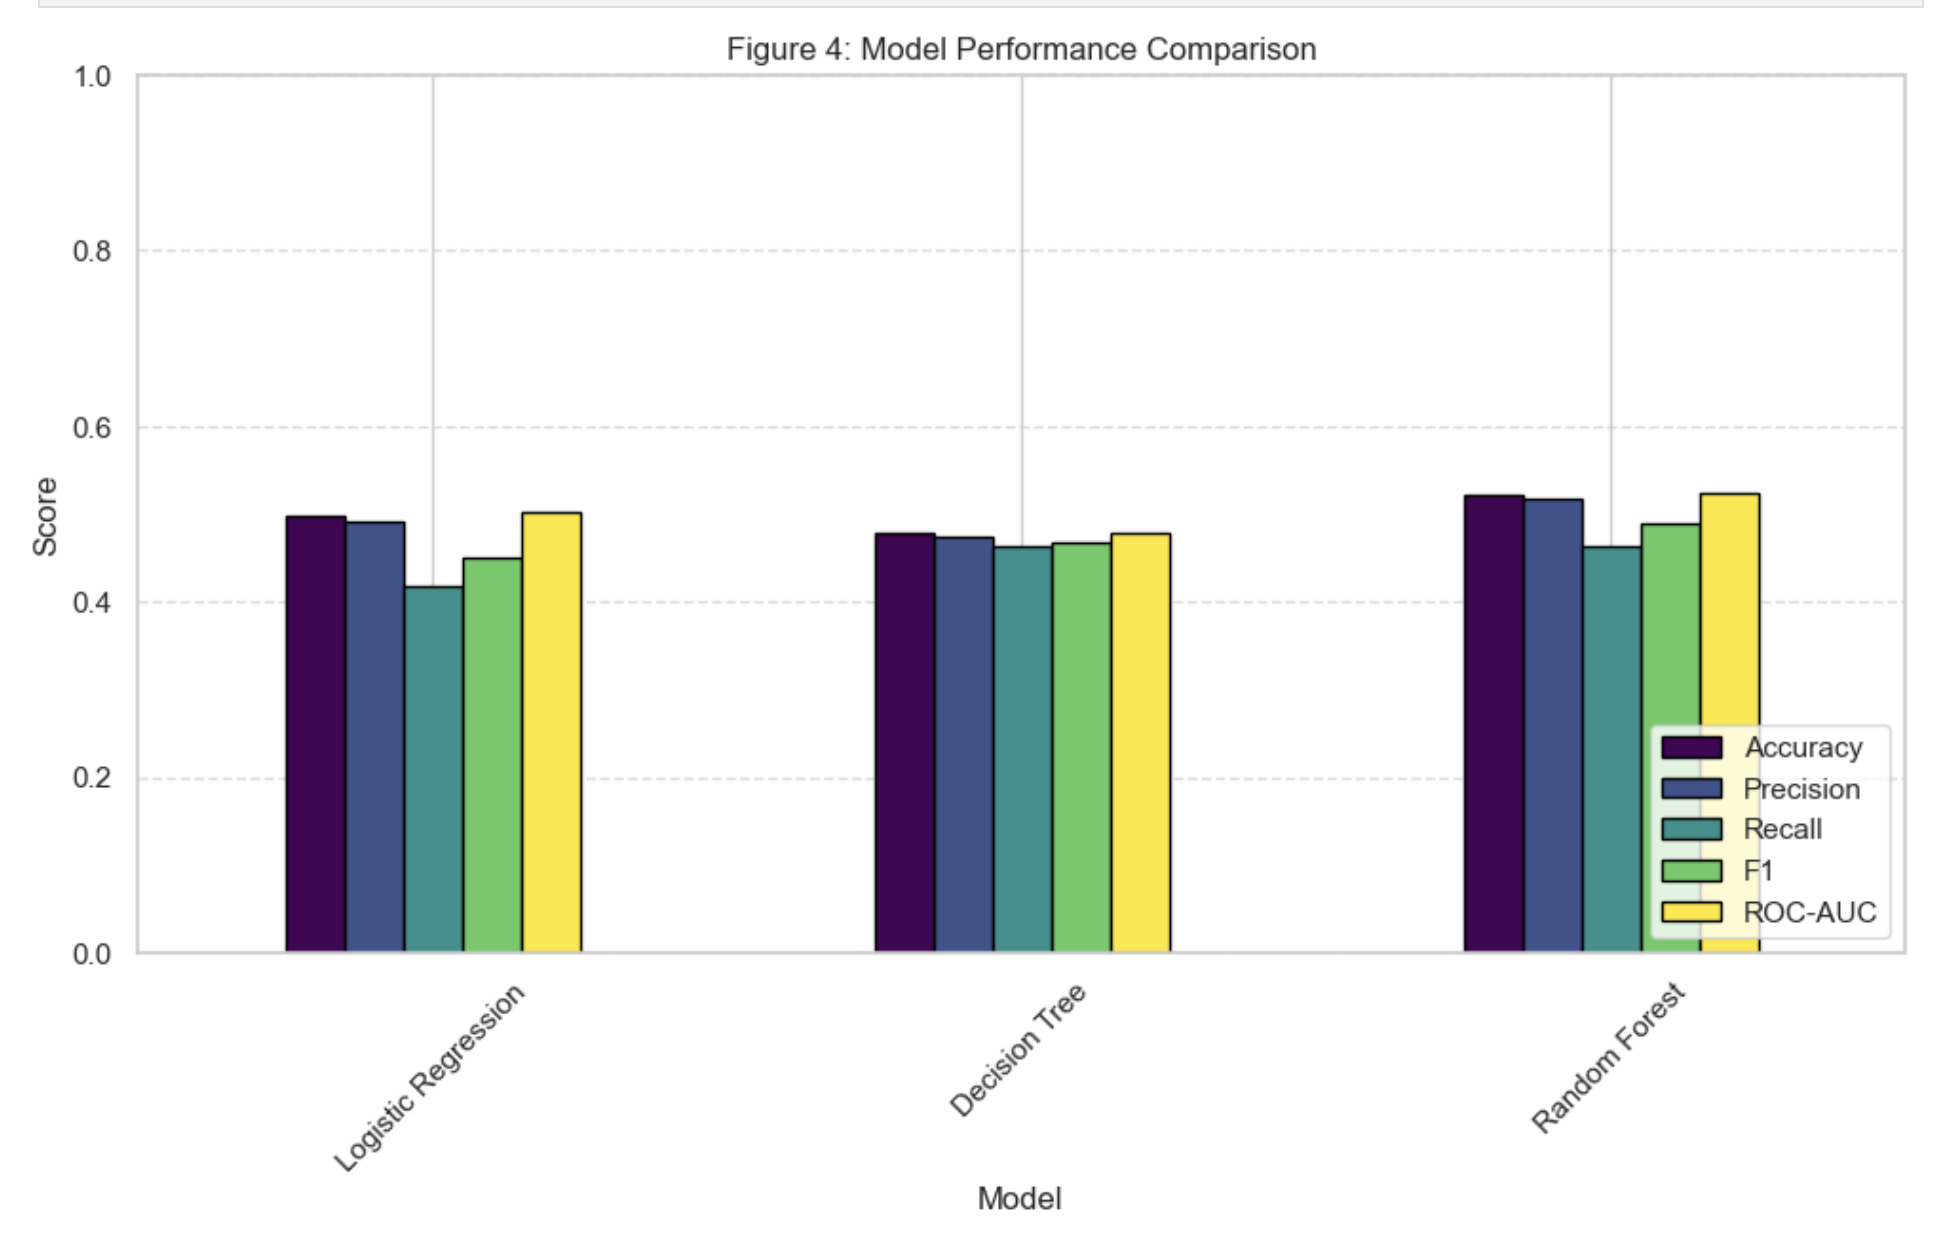 Figure 4: Model Performance Comparison
1.0
0.8
0.6
0.4
0.2
0.0
Score
Accuracy
Precision
Recall
F1
ROC-AUC
Logistic Regression
Decision Tree
Random Forest
Model